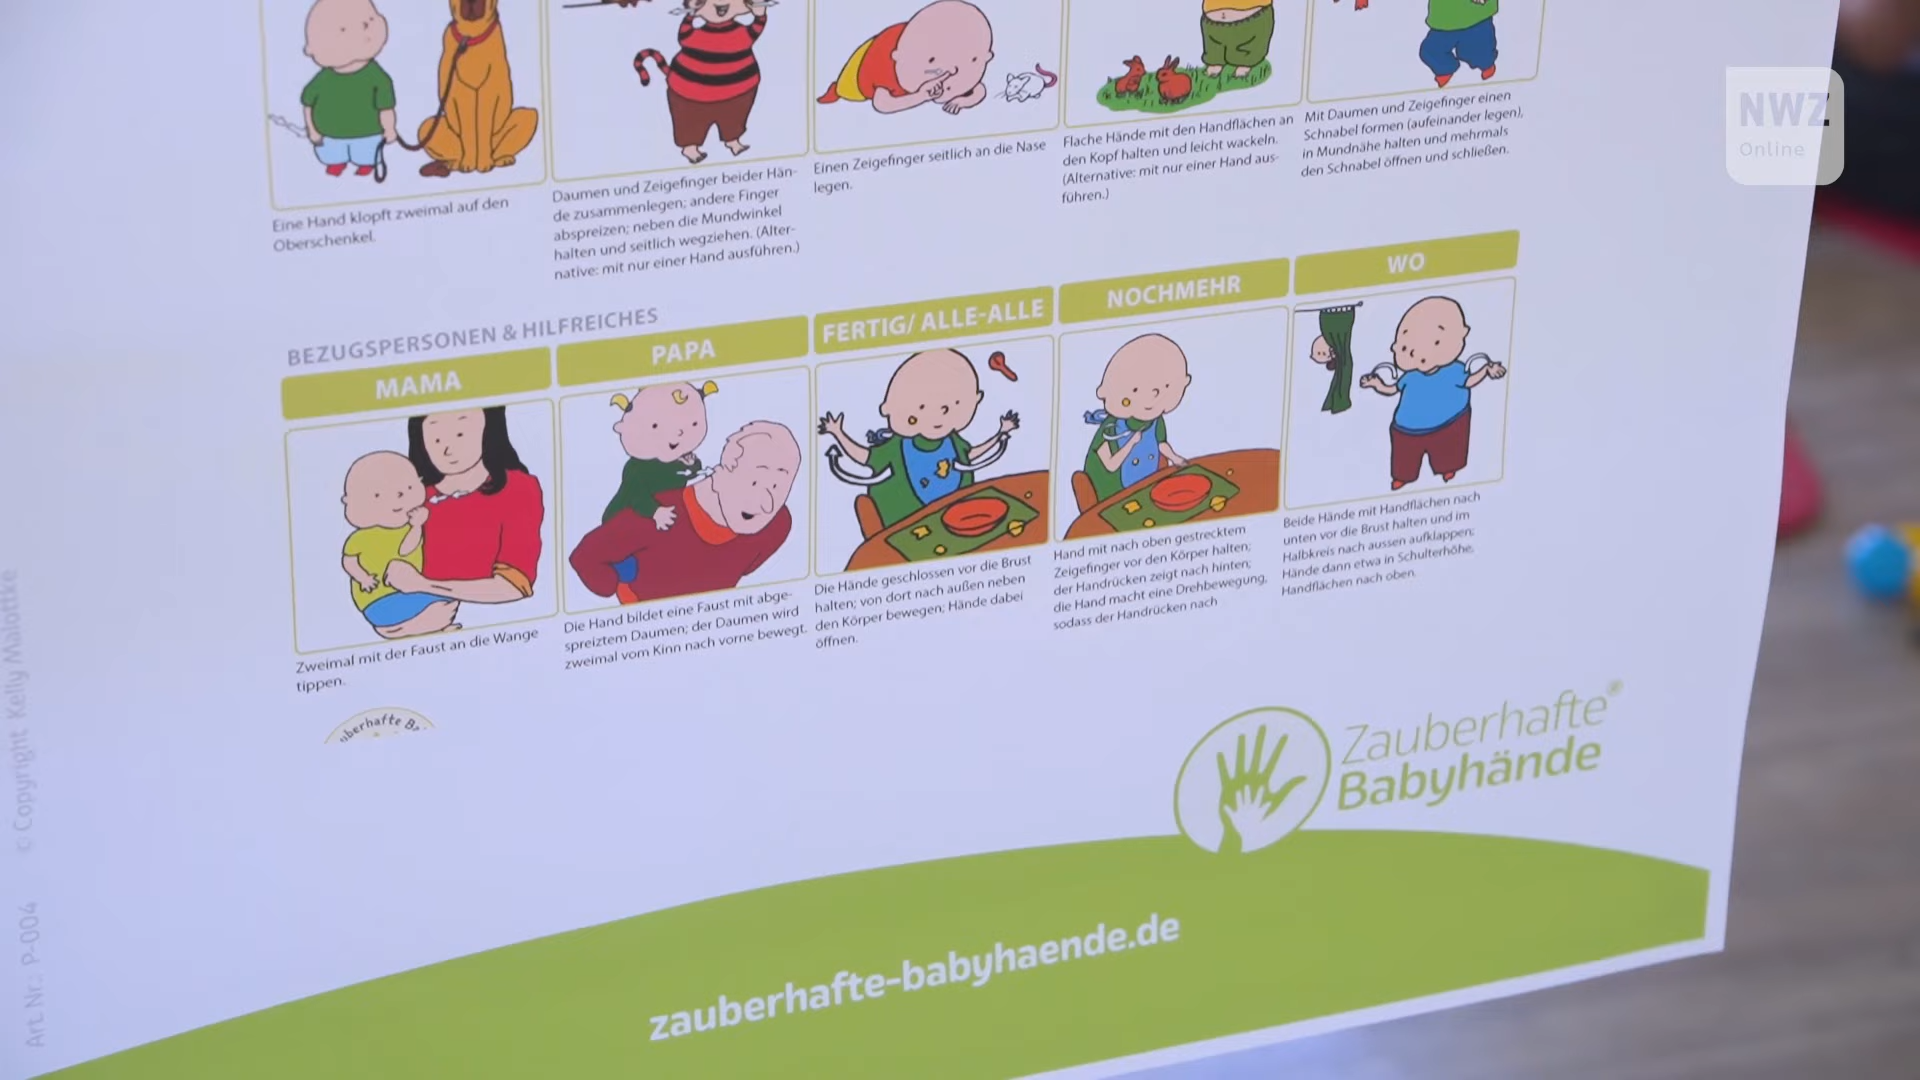 NWZ
Online
Eine Hand klopft zweimal auf den
Oberschenkel.
Daumen und Zeigefinger beider Hän-
de zusammenlegen; andere Finger
abspreizen; neben die Mundwinkel
halten und seitlich wegziehen. (Alter-
native: mit nur einer Hand ausführen.)
Einen Zeigefinger seitlich an die Nase
legen.
Flache Hände mit den Handflächen an
den Kopf halten und leicht wackeln.
(Alternative: mit nur einer Hand aus-
führen.)
Mit Daumen und Zeigefinger einen
Schnabel formen (aufeinander legen),
in Mundnähe halten und mehrmals
den Schnabel öffnen und schließen.
BEZUGSPERSONEN & HILFREICHES
MAMA
PAPA
FERTIG/ ALLE-ALLE
NOCHMEHR
WO
Zweimal mit der Faust an die Wange
tippen.
Die Hand bildet eine Faust mit abge-
spreiztem Daumen; der Daumen wird
zweimal vom Kinn nach vorne bewegt.
Die Hände geschlossen vor die Brust
halten; von dort nach außen neben
den Körper bewegen; Hände dabei
öffnen.
Hand mit nach oben gestrecktem
Zeigefinger vor den Körper halten;
der Handrücken zeigt nach hinten;
die Hand macht eine Drehbewegung,
sodass der Handrücken nach
Beide Hände mit Handflächen nach
unten vor die Brust halten und im
Halbkreis nach aussen aufklappen;
Hände dann etwa in Schulterhöhe,
Handflächen nach oben.
Zauberhafte®
Babyhände
zauberhafte-babyhaende.de
Art. Nr.: P-004 © Copyright Kelly Malottke